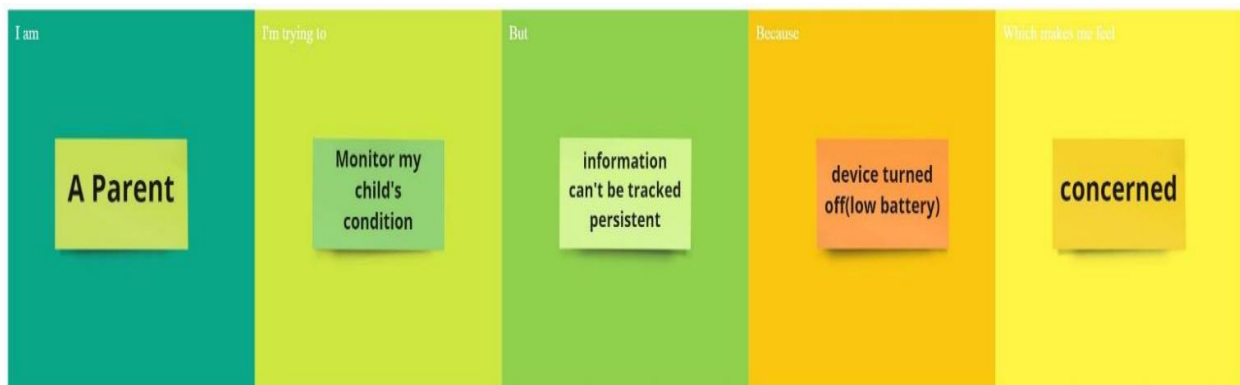 I am
A Parent
I'm trying to
Monitor my
child's
condition
But
information
can't be tracked
persistent
Because
device turned
off(low battery)
Which makes me feel
concerned